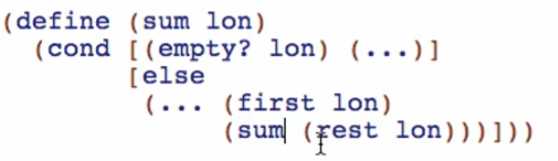 (define (sum lon)
  (cond [(empty? lon) (...)]
        [else
         (... (first lon)
              (sum (rest lon)))]))